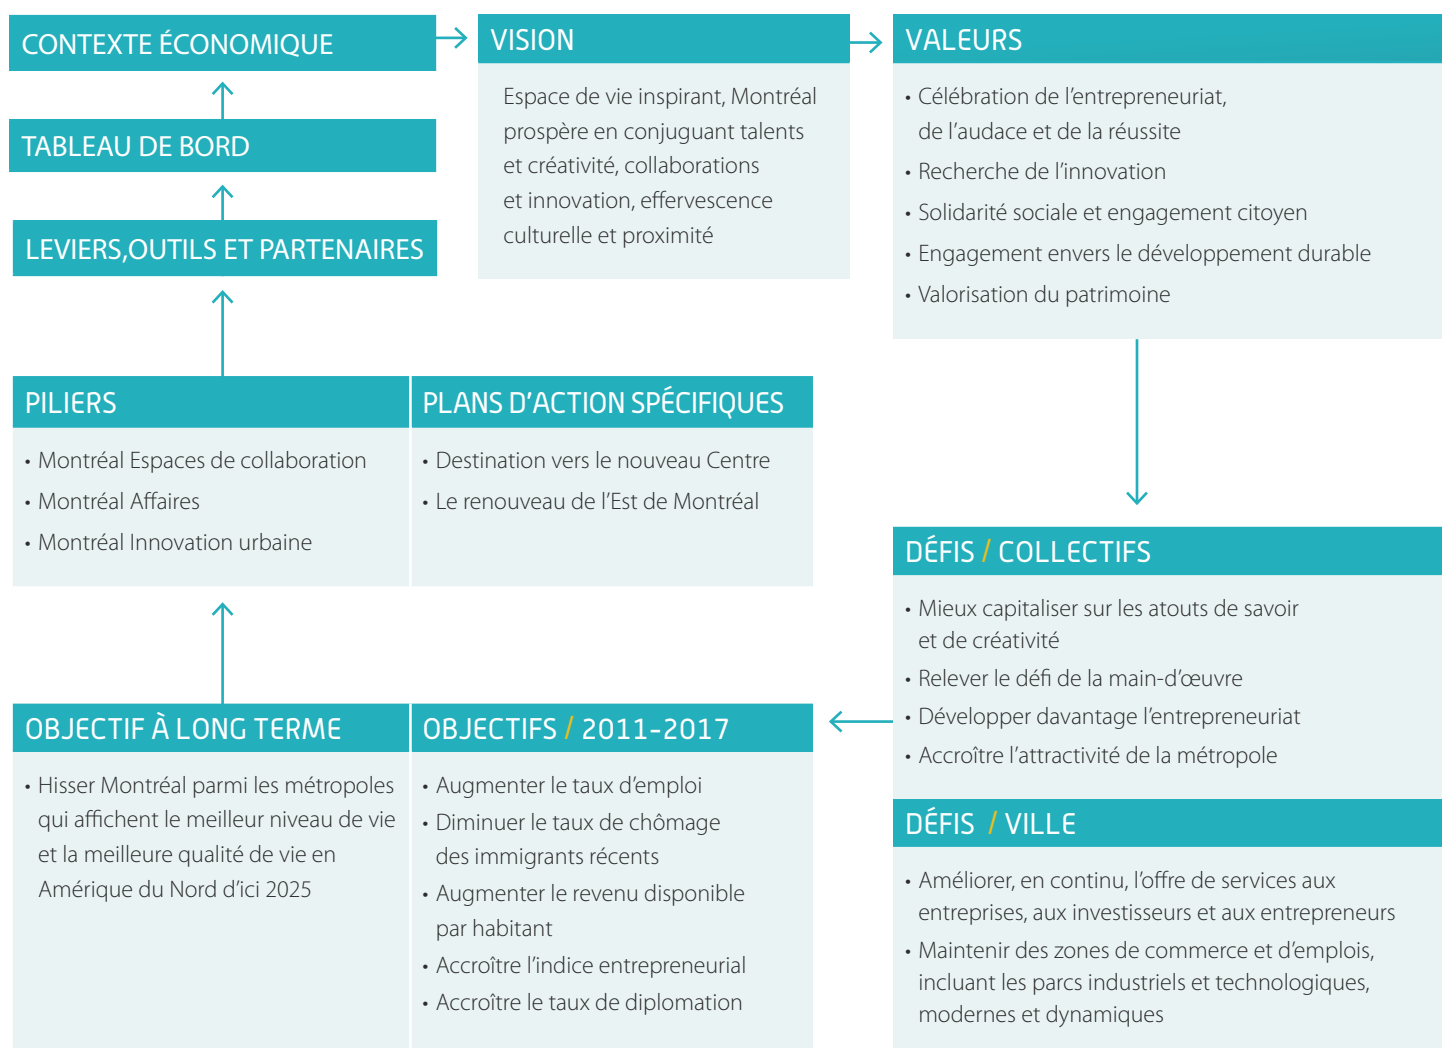 CONTEXTE ÉCONOMIQUE
TABLEAU DE BORD
LEVIERS,OUTILS ET PARTENAIRES
VISION
Espace de vie inspirant, Montréal
prospère en conjuguant talents
et créativité, collaborations
et innovation, effervescence
culturelle et proximité
VALEURS
• Célébration de l’entrepreneuriat,
de l’audace et de la réussite
• Recherche de l’innovation
• Solidarité sociale et engagement citoyen
• Engagement envers le développement durable
• Valorisation du patrimoine
PILIERS
• Montréal Espaces de collaboration
• Montréal Affaires
• Montréal Innovation urbaine
PLANS D’ACTION SPÉCIFIQUES
• Destination vers le nouveau Centre
• Le renouveau de l’Est de Montréal
DÉFIS / COLLECTIFS
• Mieux capitaliser sur les atouts de savoir
et de créativité
• Relever le défi de la main-d’œuvre
• Développer davantage l’entrepreneuriat
• Accroître l’attractivité de la métropole
DÉFIS / VILLE
• Améliorer, en continu, l’offre de services aux
entreprises, aux investisseurs et aux entrepreneurs
• Maintenir des zones de commerce et d’emplois,
incluant les parcs industriels et technologiques,
modernes et dynamiques
OBJECTIF À LONG TERME
• Hisser Montréal parmi les métropoles
qui affichent le meilleur niveau de vie
et la meilleure qualité de vie en
Amérique du Nord d’ici 2025
OBJECTIFS / 2011-2017
• Augmenter le taux d’emploi
• Diminuer le taux de chômage
des immigrants récents
• Augmenter le revenu disponible
par habitant
• Accroître l’indice entrepreneurial
• Accroître le taux de diplomation